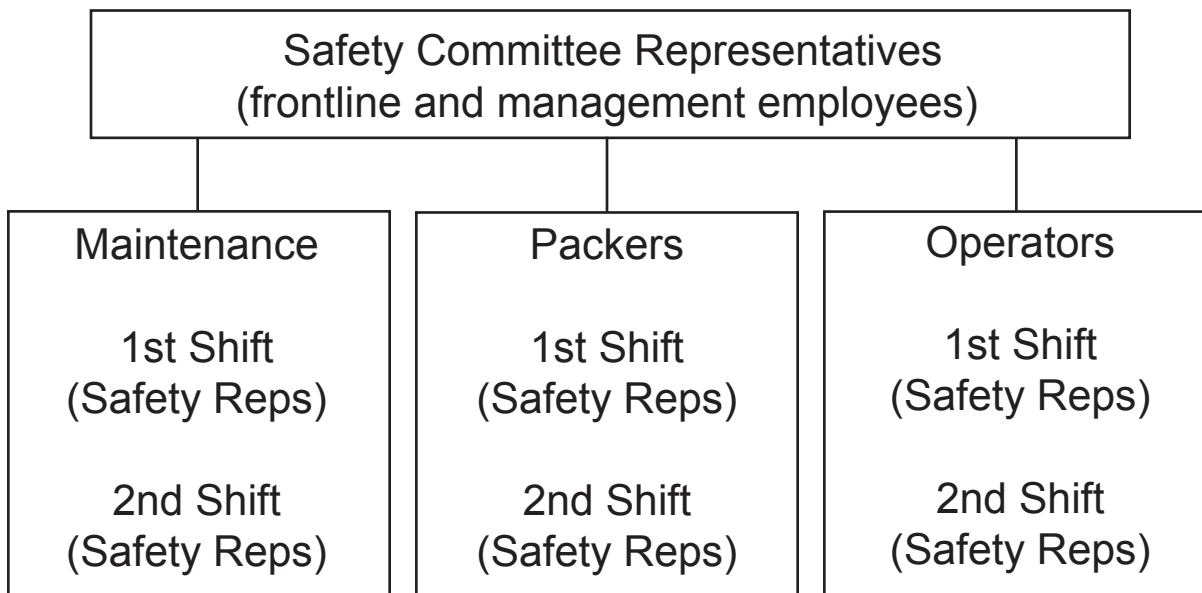 Safety Committee Representatives
(frontline and management employees)
Maintenance
1st Shift
(Safety Reps)
2nd Shift
(Safety Reps)
Packers
1st Shift
(Safety Reps)
2nd Shift
(Safety Reps)
Operators
1st Shift
(Safety Reps)
2nd Shift
(Safety Reps)